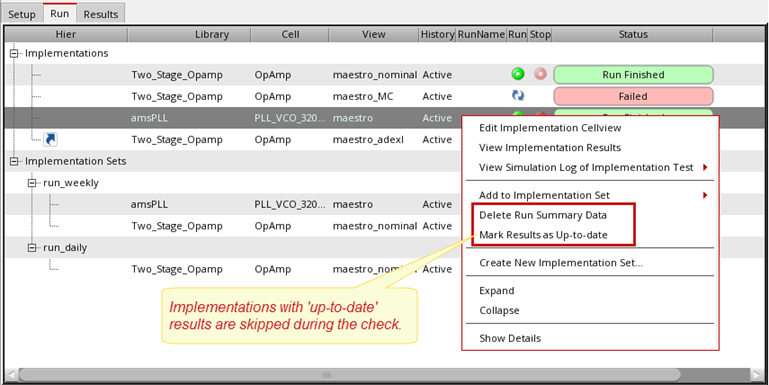 Setup Run Results
Hier Library Cell View History RunName Run Stop Status
Implementations
Two_Stage_Opamp OpAmp maestro_nominal Active Run Finished
Two_Stage_Opamp OpAmp maestro_MC Active Failed
amsPLL PLL_VCO_320... maestro Active
Two_Stage_Opamp OpAmp maestro_adexl Active
Implementation Sets
run_weekly
amsPLL PLL_VCO_320... maestro Active
Two_Stage_Opamp OpAmp maestro_nominal Active
run_daily
Two_Stage_Opamp OpAmp Active
Edit Implementation Cellview
View Implementation Results
View Simulation Log of Implementation Test
Add to Implementation Set
Delete Run Summary Data
Mark Results as Up-to-date
Create New Implementation Set...
Expand
Collapse
Show Details
Implementations with 'up-to-date'
results are skipped during the check.